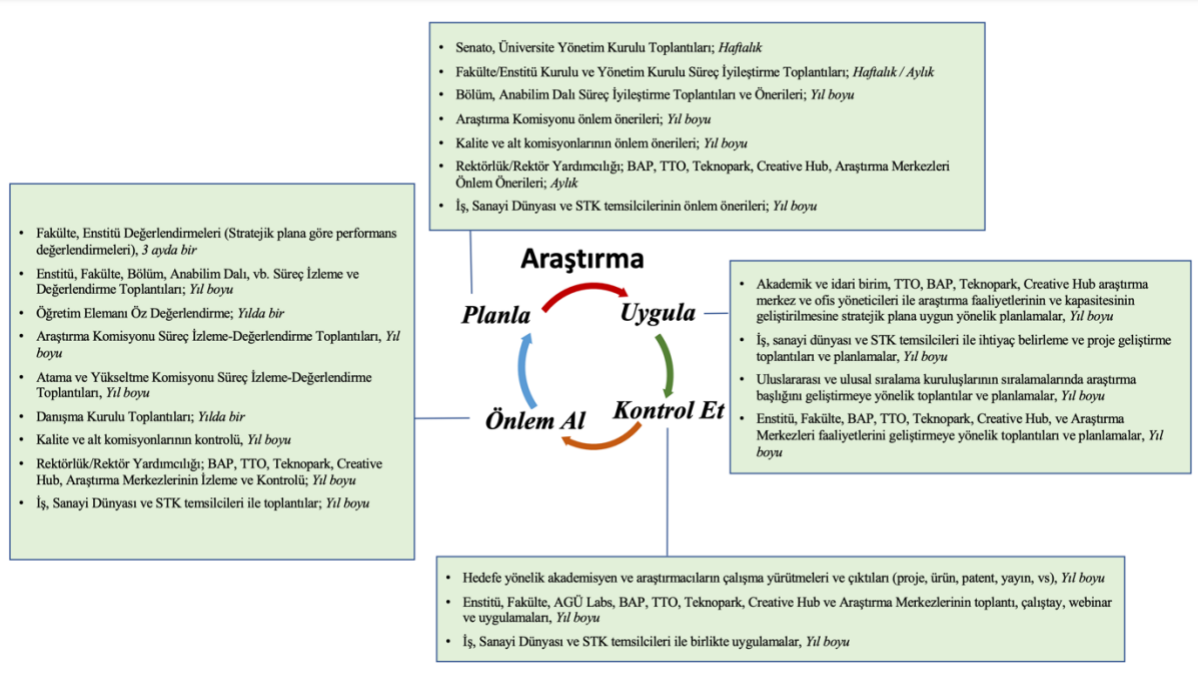 • Senato, Üniversite Yönetim Kurulu Toplantıları; Haftalık
• Fakülte/Enstitü Kurulu ve Yönetim Kurulu Süreç İyileştirme Toplantıları; Haftalık / Aylık
• Bölüm, Anabilim Dalı Süreç İyileştirme Toplantıları ve Önerileri; Yıl boyu
• Araştırma Komisyonu önlem önerileri; Yıl boyu
• Kalite ve alt komisyonlarının önlem önerileri; Yıl boyu
• Rektörlük/Rektör Yardımcılığı; BAP, TTO, Teknopark, Creative Hub, Araştırma Merkezleri
Önlem Önerileri; Aylık
• İş, Sanayi Dünyası ve STK temsilcilerinin önlem önerileri; Yıl boyu
• Fakülte, Enstitü Değerlendirmeleri (Stratejik plana göre performans
değerlendirmeleri), 3 ayda bir
• Enstitü, Fakülte, Bölüm, Anabilim Dalı, vb. Süreç İzleme ve
Değerlendirme Toplantıları; Yıl boyu
• Öğretim Elemanı Öz Değerlendirme; Yılda bir
• Araştırma Komisyonu Süreç İzleme-Değerlendirme Toplantıları, Yıl
boyu
• Atama ve Yükseltme Komisyonu Süreç İzleme-Değerlendirme
Toplantıları, Yıl boyu
• Danışma Kurulu Toplantıları; Yılda bir
• Kalite ve alt komisyonlarının kontrolü, Yıl boyu
• Rektörlük/Rektör Yardımcılığı; BAP, TTO, Teknopark, Creative
Hub, Araştırma Merkezlerinin İzleme ve Kontrolü; Yıl boyu
• İş, Sanayi Dünyası ve STK temsilcileri ile toplantılar; Yıl boyu
Araştırma
Planla
Uygula
Önlem Al
Kontrol Et
• Akademik ve idari birim, TTO, BAP, Teknopark, Creative Hub araştırma
merkez ve ofis yöneticileri ile araştırma faaliyetlerinin ve kapasitesinin
geliştirilmesine stratejik plana uygun yönelik planlamalar, Yıl boyu
• İş, sanayi dünyası ve STK temsilcileri ile ihtiyaç belirleme ve proje geliştirme
toplantıları ve planlamalar, Yıl boyu
• Uluslararası ve ulusal sıralama kuruluşlarının sıralamalarında araştırma
başlığını geliştirmeye yönelik toplantılar ve planlamalar, Yıl boyu
• Enstitü, Fakülte, BAP, TTO, Teknopark, Creative Hub, ve Araştırma
Merkezleri faaliyetlerini geliştirmeye yönelik toplantıları ve planlamalar, Yıl
boyu
• Hedefe yönelik akademisyen ve araştırmacıların çalışma yürütmeleri ve çıktıları (proje, ürün, patent, yayın, vs), Yıl boyu
• Enstitü, Fakülte, AGÜ Labs, BAP, TTO, Teknopark, Creative Hub ve Araştırma Merkezlerinin toplantı, çalıştay, webinar
ve uygulamaları, Yıl boyu
• İş, Sanayi Dünyası ve STK temsilcileri ile birlikte uygulamalar, Yıl boyu